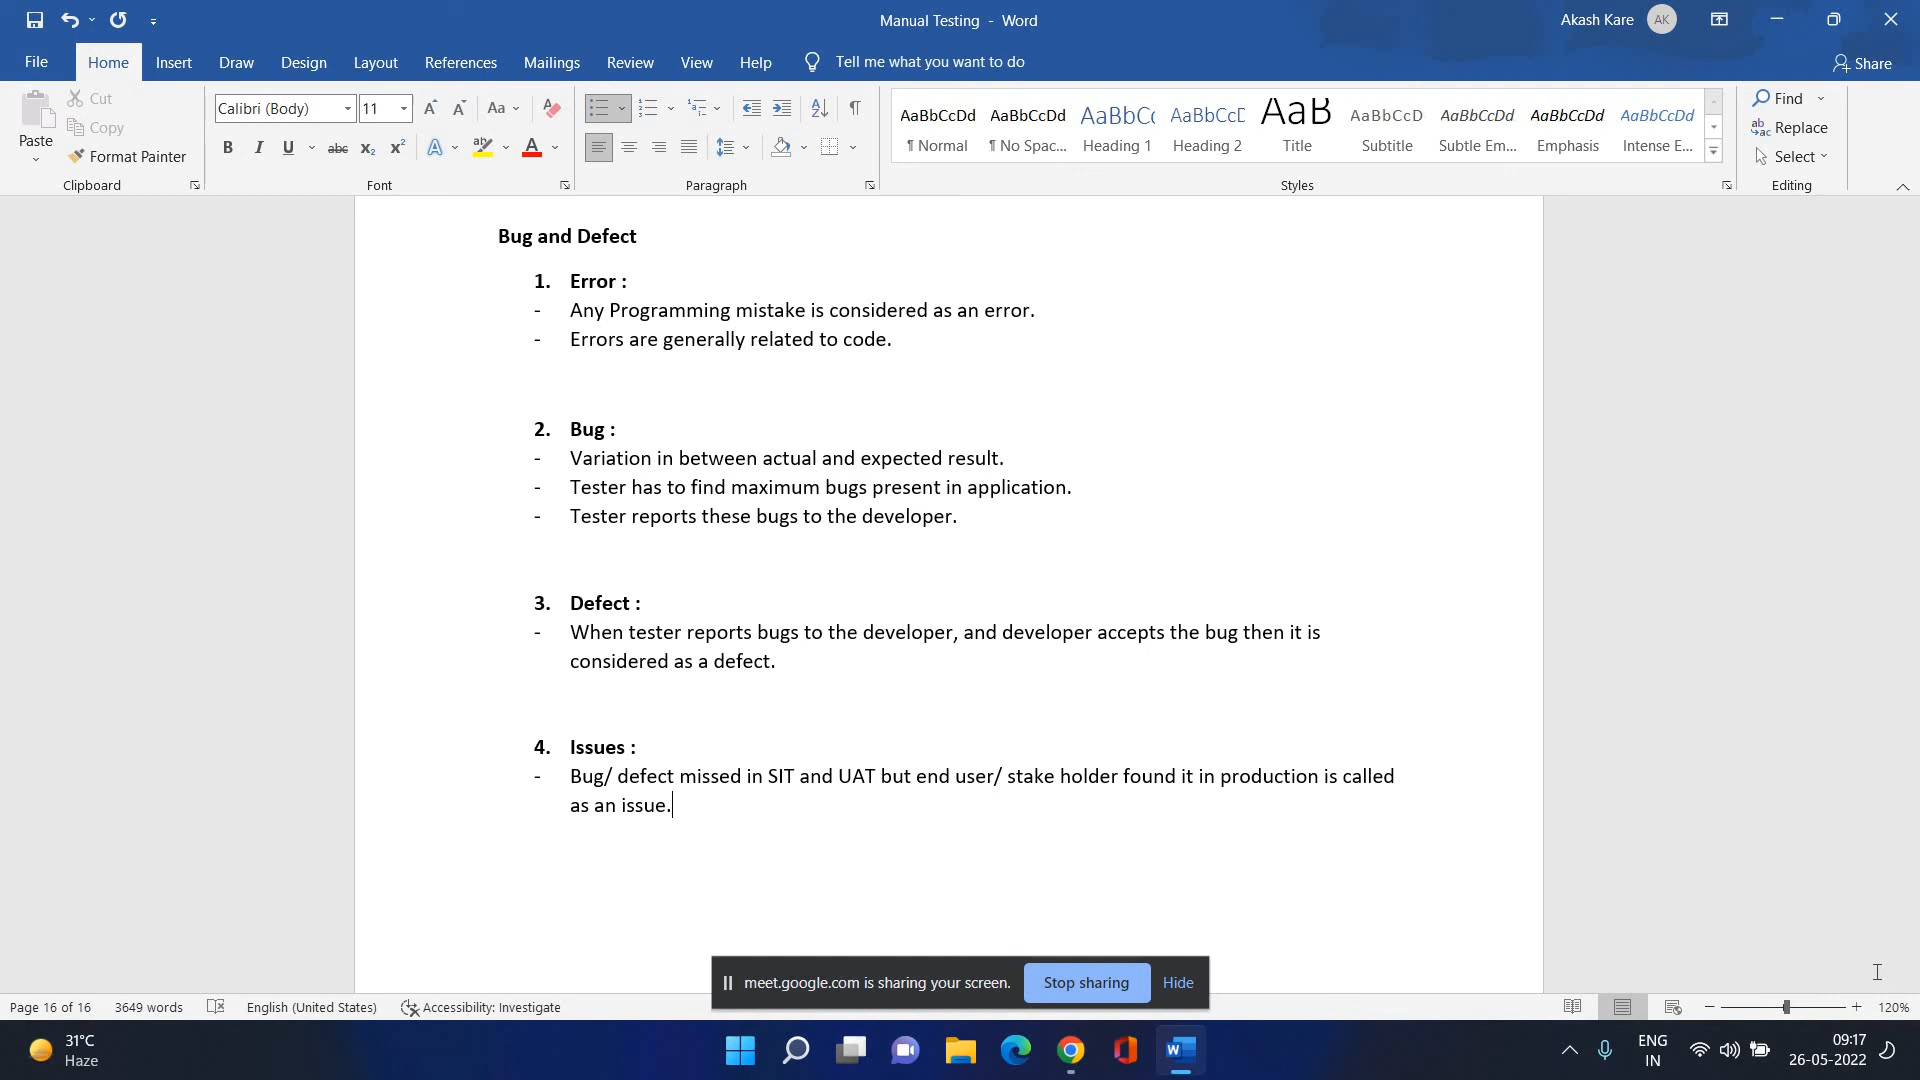 Manual Testing - Word
Akash Kare AK
File Home Insert Draw Design Layout References Mailings Review View Help Tell me what you want to do Share
Paste
Cut
Copy
Format Painter
Clipboard
Calibri (Body) 11
Font
Paragraph
AaBbCcDd AaBbCcDd AaBbCc AaBbCcD AaB AaBbCcD AaBbCcDd AaBbCcDd AaBbCcDd
¶ Normal ¶ No Spac... Heading 1 Heading 2 Title Subtitle Subtle Em... Emphasis Intense E...
Styles
Find
Replace
Select
Editing
Bug and Defect
1. Error :
- Any Programming mistake is considered as an error.
- Errors are generally related to code.
2. Bug :
- Variation in between actual and expected result.
- Tester has to find maximum bugs present in application.
- Tester reports these bugs to the developer.
3. Defect :
- When tester reports bugs to the developer, and developer accepts the bug then it is
considered as a defect.
4. Issues :
- Bug/ defect missed in SIT and UAT but end user/ stake holder found it in production is called
as an issue.
meet.google.com is sharing your screen. Stop sharing Hide
Page 16 of 16 3649 words English (United States) Accessibility: Investigate 120%
31°C
Haze
ENG
IN
09:17
26-05-2022